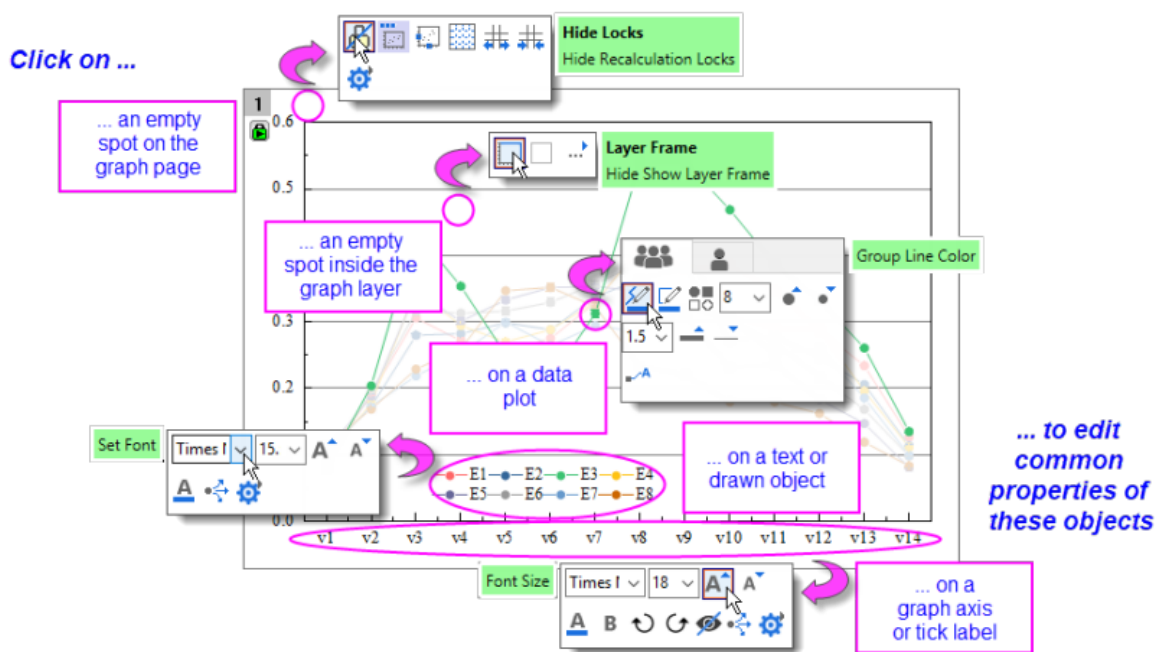 Hide Locks
Hide Recalculation Locks
Click on ...
1
... an empty
spot on the
graph page
0.6
Layer Frame
Hide Show Layer Frame
...
0.5
... an empty
spot inside the
graph layer
Group Line Color
8
0.3
1.5
A
... on a data
plot
0.2
Set Font
Times
15.
A
A
A
... on a text or
drawn object
... to edit
common
properties of
these objects
E1 E2 E3 E4
E5 E6 E7 E8
0.0
v1 v2 v3 v4 v5 v6 v7 v8 v9 v10 v11 v12 v13 v14
Font Size
Times
18
A
A
A B
... on a
graph axis
or tick label